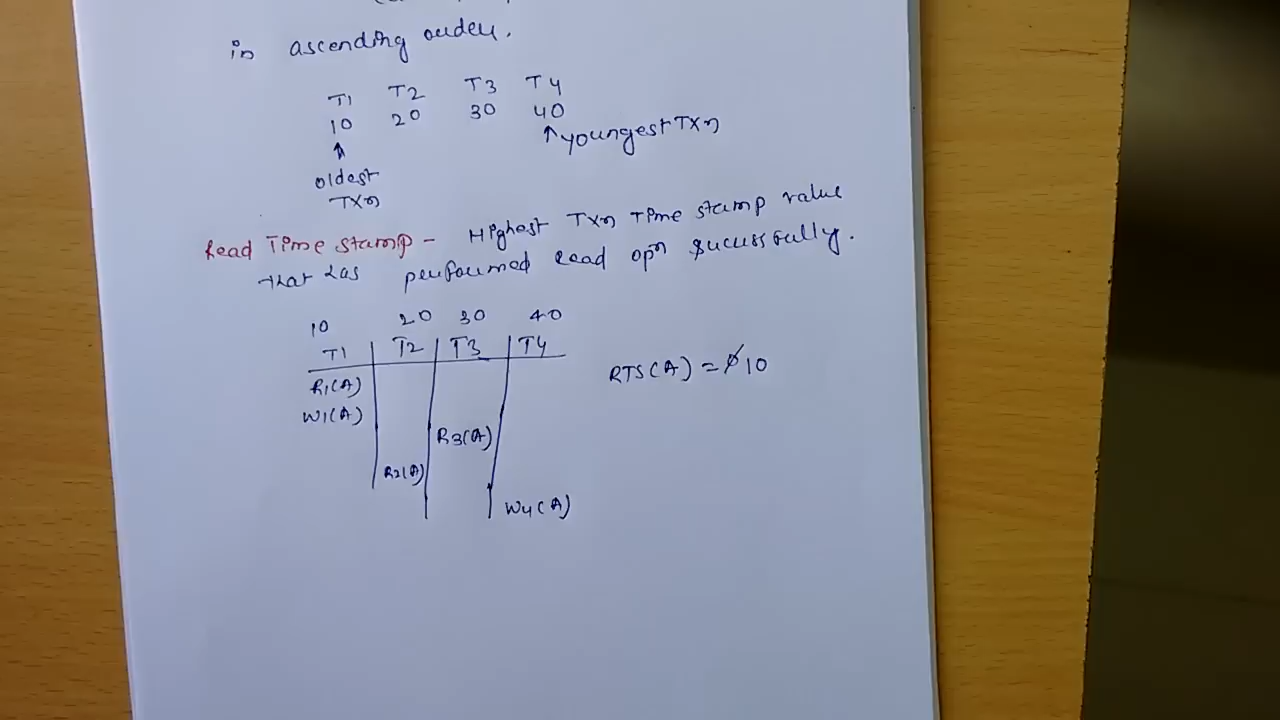 in ascending order.
T1 T2 T3 T4
10 20 30 40
↑ ↑ youngest Txn
oldest
Txn
Read Time stamp - Highest Txn Time stamp value
that has performed read opn sucessfully.
10 20 30 40
T1 T2 T3 T4
R1(A) RTS(A) = 0 10
W1(A)
R3(A)
R2(A)
W4(A)